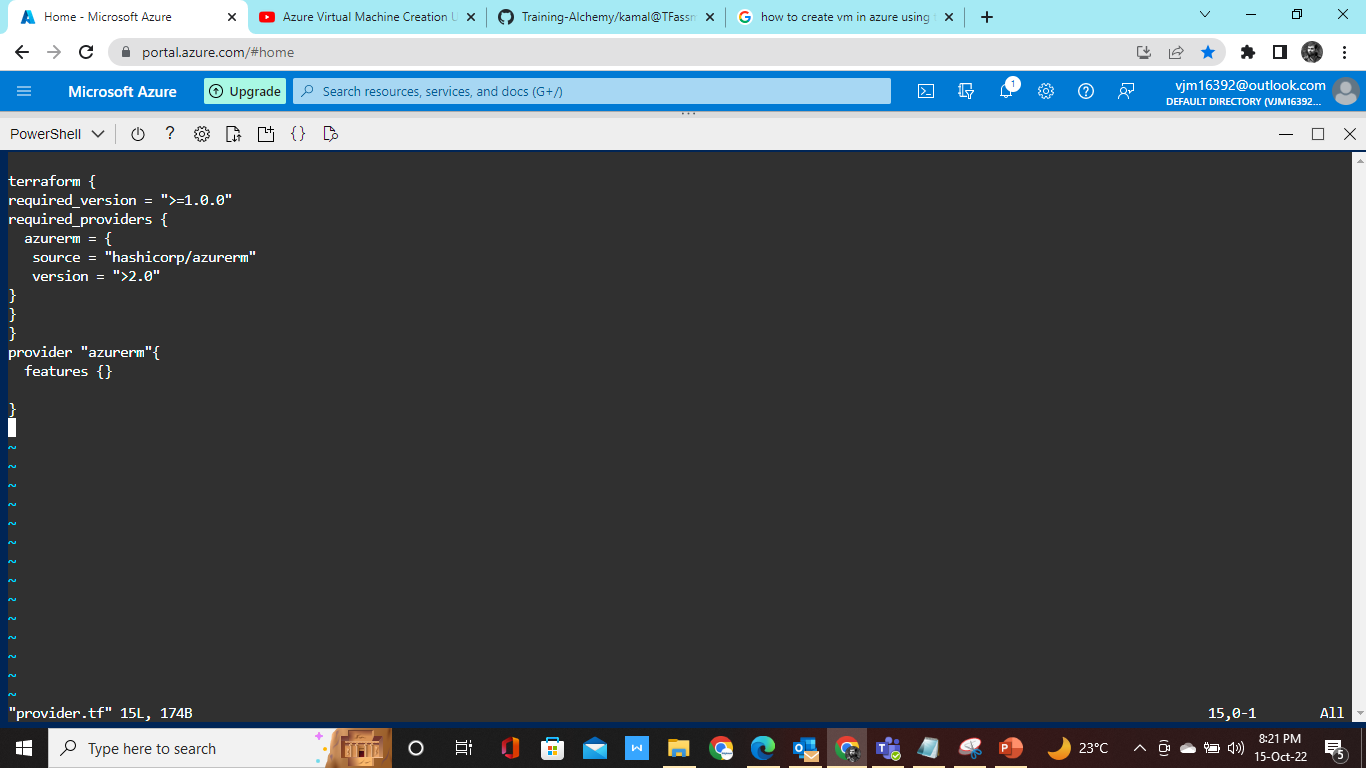 Home - Microsoft Azure
Azure Virtual Machine Creation U
Training-Alchemy/kamal@TFassm
how to create vm in azure using
portal.azure.com/#home
Microsoft Azure
Upgrade
Search resources, services, and docs (G+/)
1
vjm16392@outlook.com
DEFAULT DIRECTORY (VJM16392...
PowerShell
?
{}
terraform {
required_version = ">=1.0.0"
required_providers {
  azurerm = {
   source = "hashicorp/azurerm"
   version = ">2.0"
}
}
}
provider "azurerm"{
  features {}
}
~
~
~
~
~
~
~
~
~
~
~
~
~
~
"provider.tf" 15L, 174B
15,0-1
All
Type here to search
23°C
8:21 PM
15-Oct-22
5